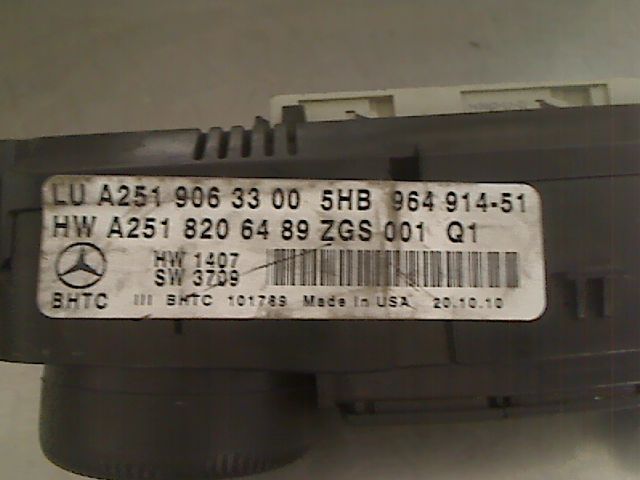 LU A251 906 33 00 5HB 964 914-51
HW A251 820 64 89 ZGS 001 Q1
HW 1407
SW 3709
BHTC III BHTC 101789 Made in USA 20.10.10